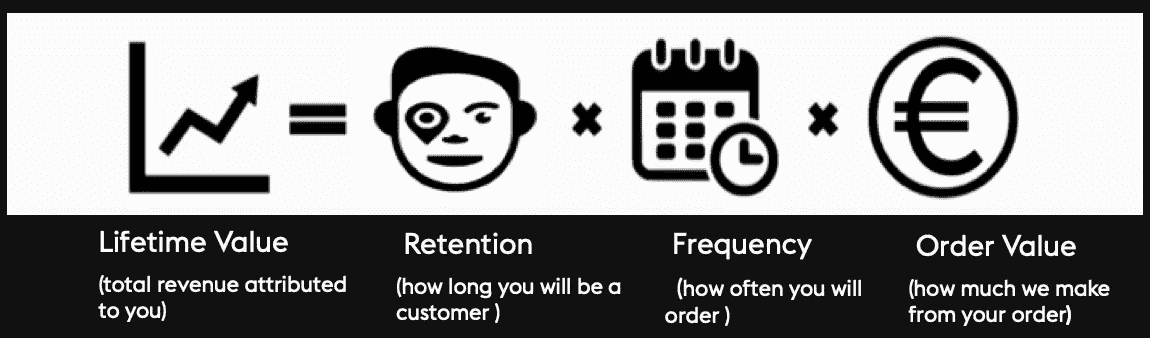 Lifetime Value
(total revenue attributed
to you)
Retention
(how long you will be a
customer )
Frequency
(how often you will
order )
Order Value
(how much we make
from your order)